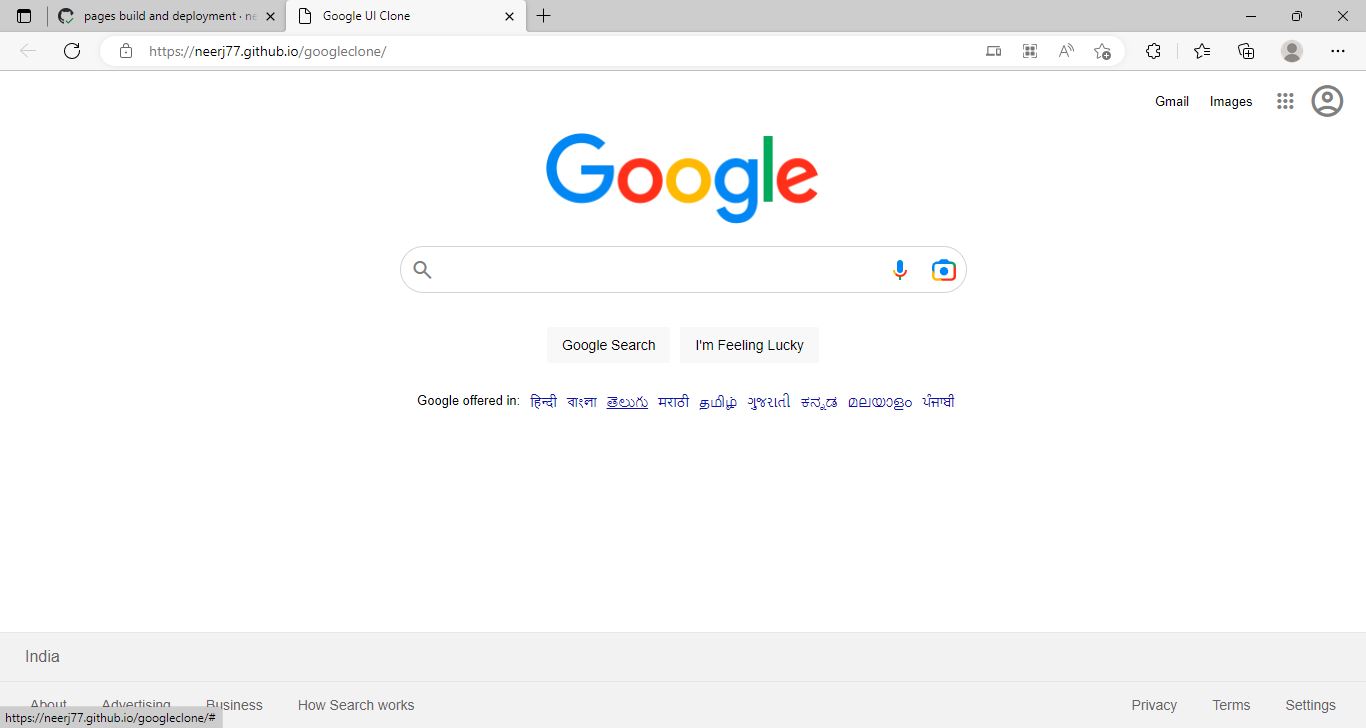 pages build and deployment · ne
Google UI Clone
https://neerj77.github.io/googleclone/
Gmail Images
Google
Google Search I'm Feeling Lucky
Google offered in: हिन्दी বাংলা తెలుగు मराठी தமிழ் ગુજરાતી ಕನ್ನಡ മലയാളം ਪੰਜਾਬੀ
India
About Advertising Business How Search works Privacy Terms Settings
https://neerj77.github.io/googleclone/#